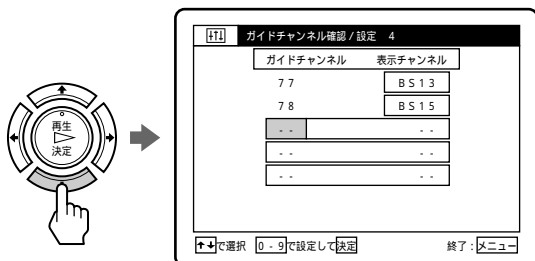 ガイドチャンネル確認/設定 4
ガイドチャンネル 表示チャンネル
77 BS13
78 BS15
-- --
-- --
-- --
再生
決定
↑↓で選択 0-9で設定して決定 終了:メニュー